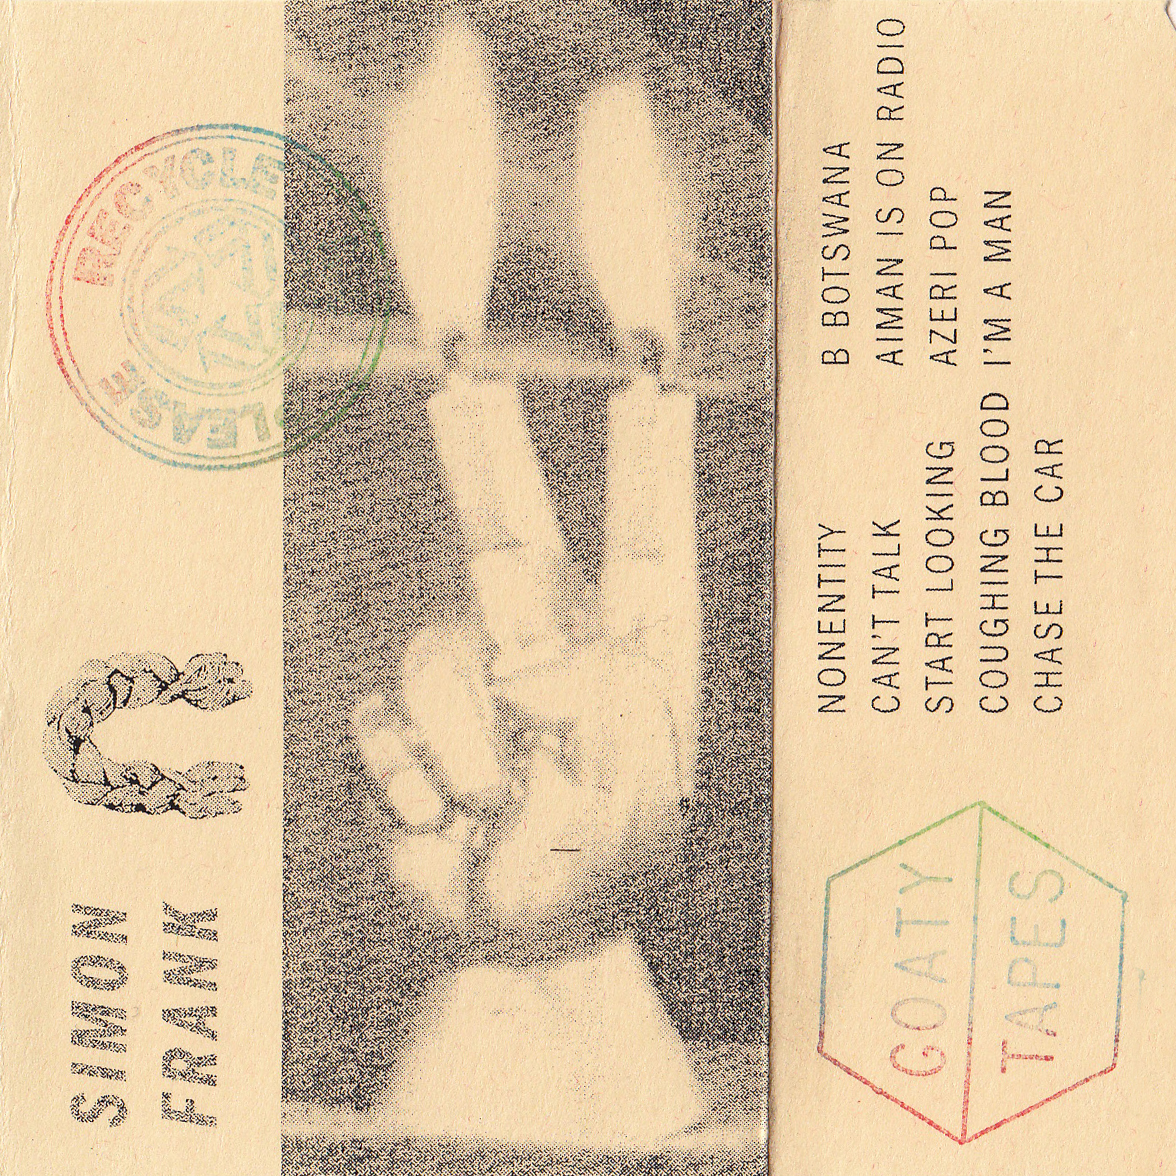 SIMON
FRANK
RECYCLE
PLEASE
NONENTITY
CAN'T TALK
START LOOKING
COUGHING BLOOD
CHASE THE CAR
B BOTSWANA
AIMAN IS ON RADIO
AZERI POP
I'M A MAN
GOATY
TAPES